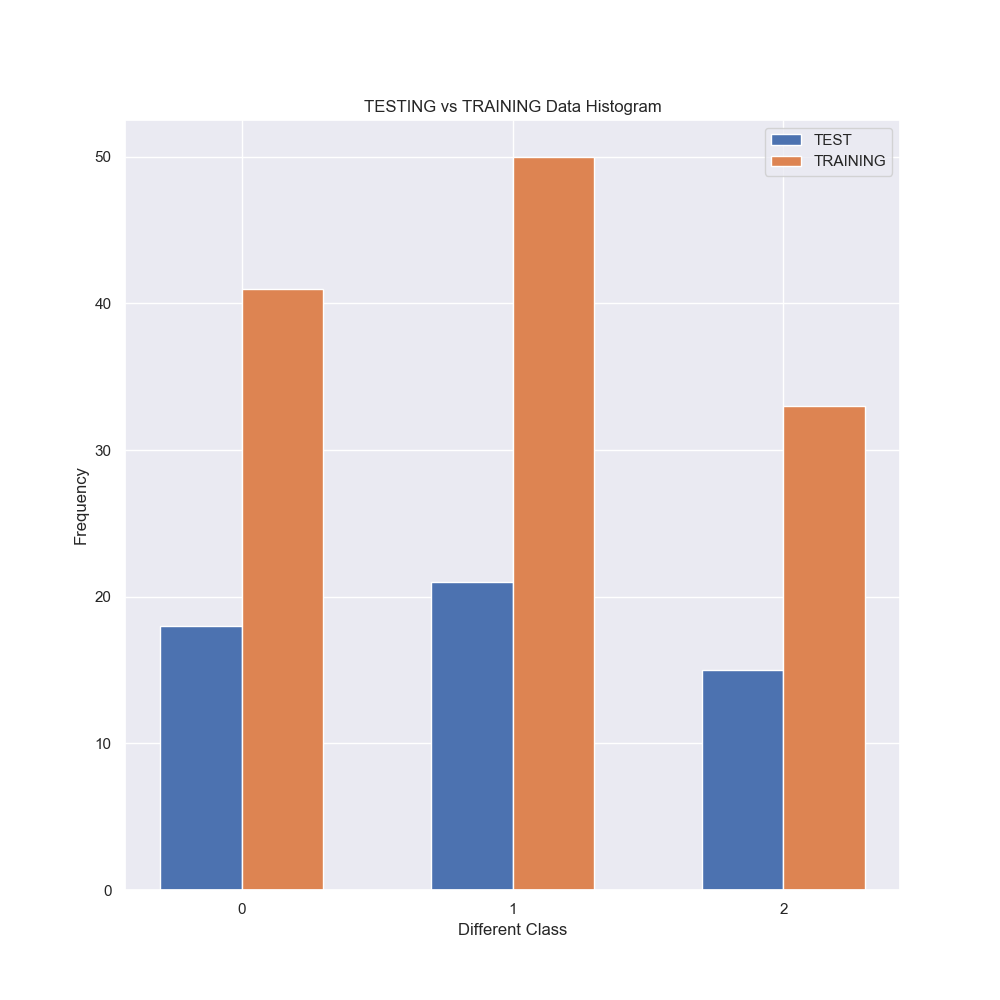 TESTING vs TRAINING Data Histogram
TEST
TRAINING
50
40
30
20
10
0
Frequency
0 1 2
Different Class